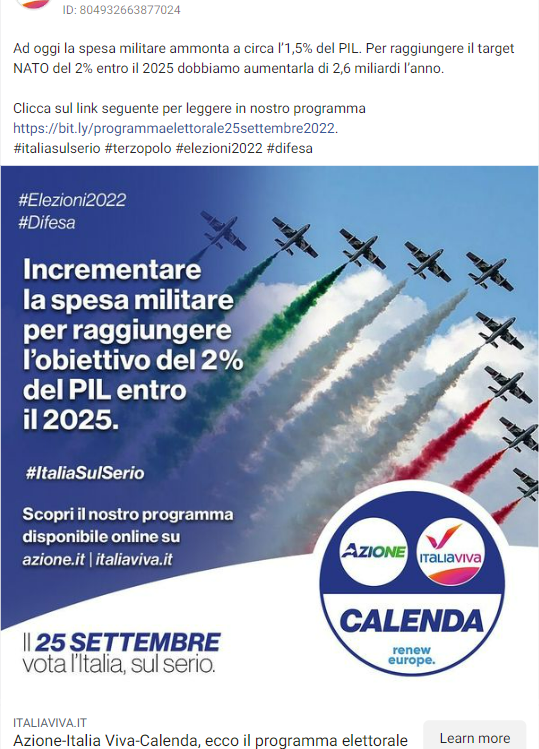 ID: 804932663877024
Ad oggi la spesa militare ammonta a circa l'1,5% del PIL. Per raggiungere il target
NATO del 2% entro il 2025 dobbiamo aumentarla di 2,6 miliardi l'anno.
Clicca sul link seguente per leggere in nostro programma
https://bit.ly/programmaelettorale25settembre2022.
#italiasulserio #terzopolo #elezioni2022 #difesa
#Elezioni2022
#Difesa
Incrementare
la spesa militare
per raggiungere
l'obiettivo del 2%
del PIL entro
il 2025.
#ItaliaSulSerio
Scopri il nostro programma
disponibile online su
azione.it | italiaviva.it
AZIONE
ITALIAVIVA
CALENDA
renew
europe.
Il 25 SETTEMBRE
vota l'Italia, sul serio.
ITALIAVIVA.IT
Azione-Italia Viva-Calenda, ecco il programma elettorale
Learn more